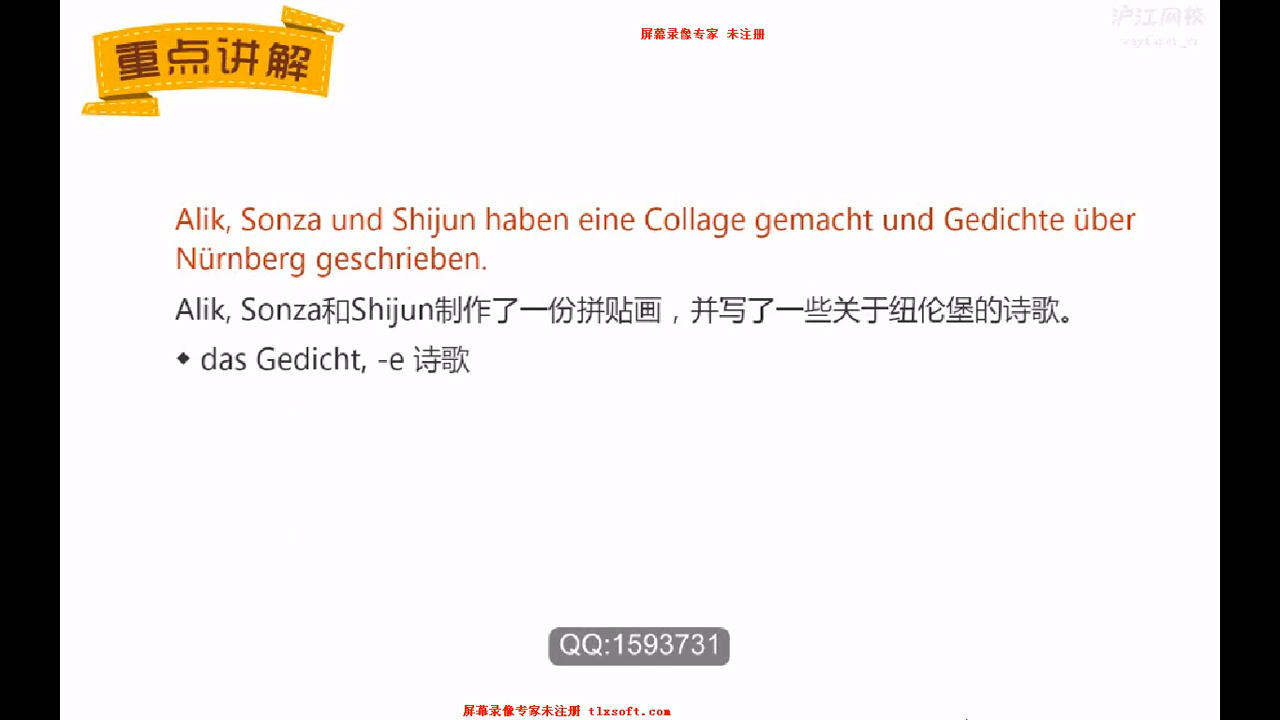 重点讲解
屏幕录像专家 未注册
沪江网校
Alik, Sonza und Shijun haben eine Collage gemacht und Gedichte über
Nürnberg geschrieben.
Alik, Sonza和Shijun制作了一份拼贴画，并写了一些关于纽伦堡的诗歌。
◆ das Gedicht, -e 诗歌
QQ:1593731
屏幕录像专家未注册 tlxsoft.com